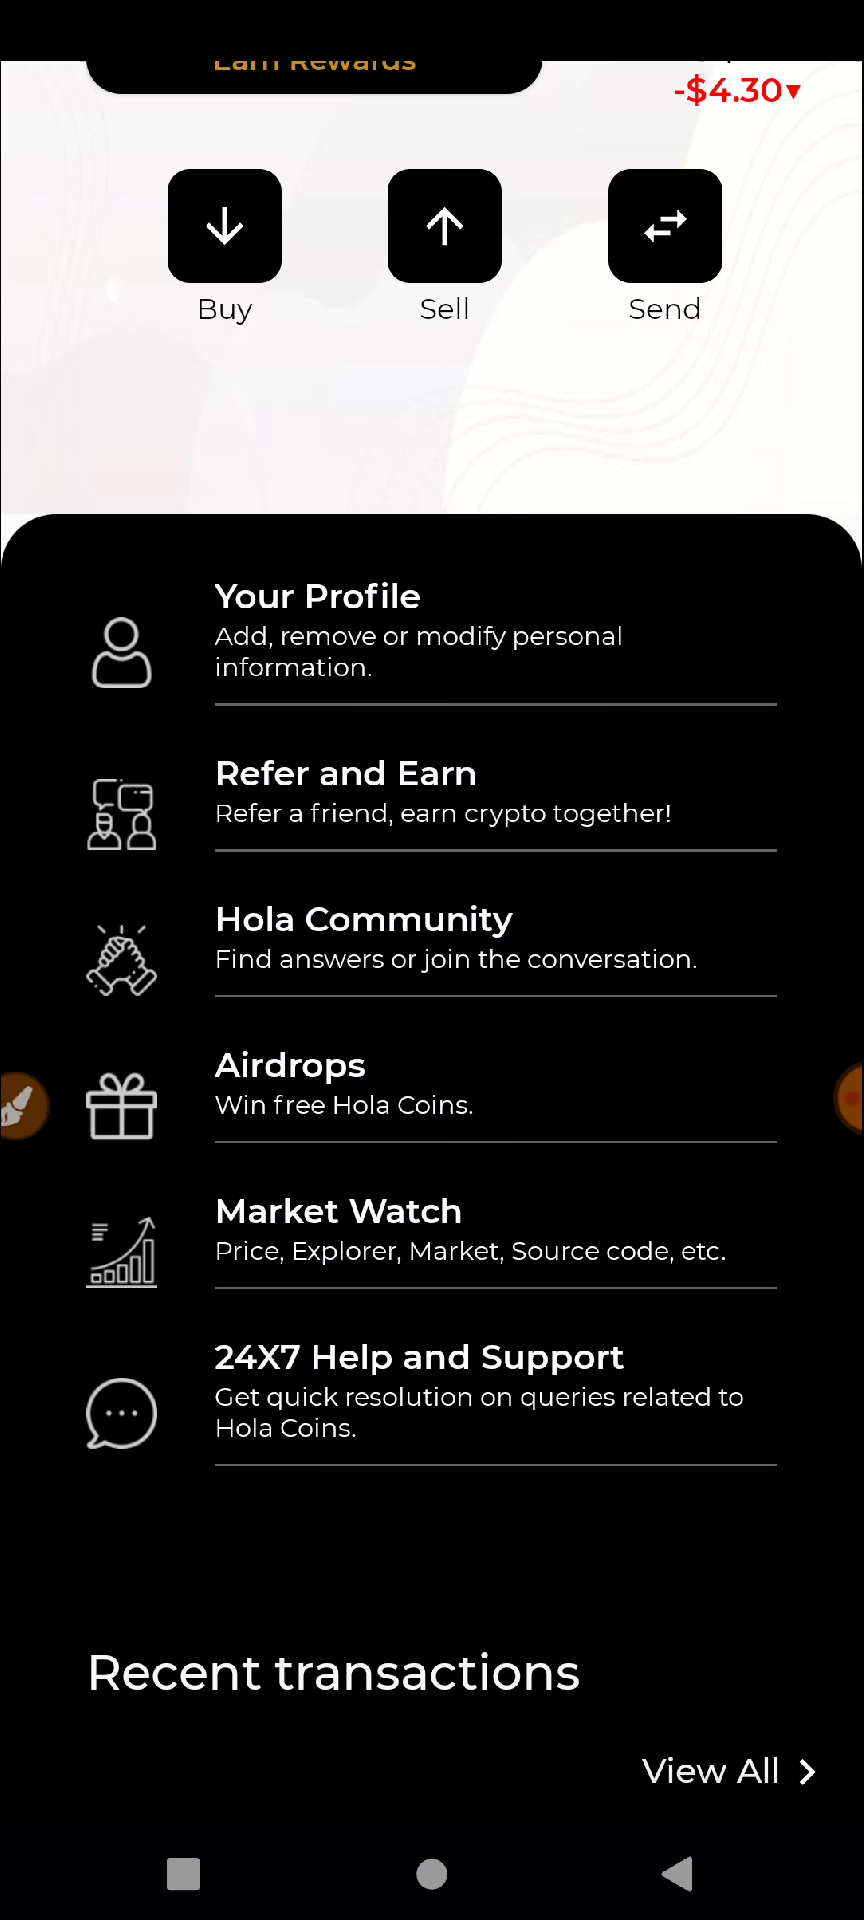 Earn Rewards
-$4.30▼
Buy
Sell
Send
Your Profile
Add, remove or modify personal
information.
Refer and Earn
Refer a friend, earn crypto together!
Hola Community
Find answers or join the conversation.
Airdrops
Win free Hola Coins.
Market Watch
Price, Explorer, Market, Source code, etc.
24X7 Help and Support
Get quick resolution on queries related to
Hola Coins.
Recent transactions
View All